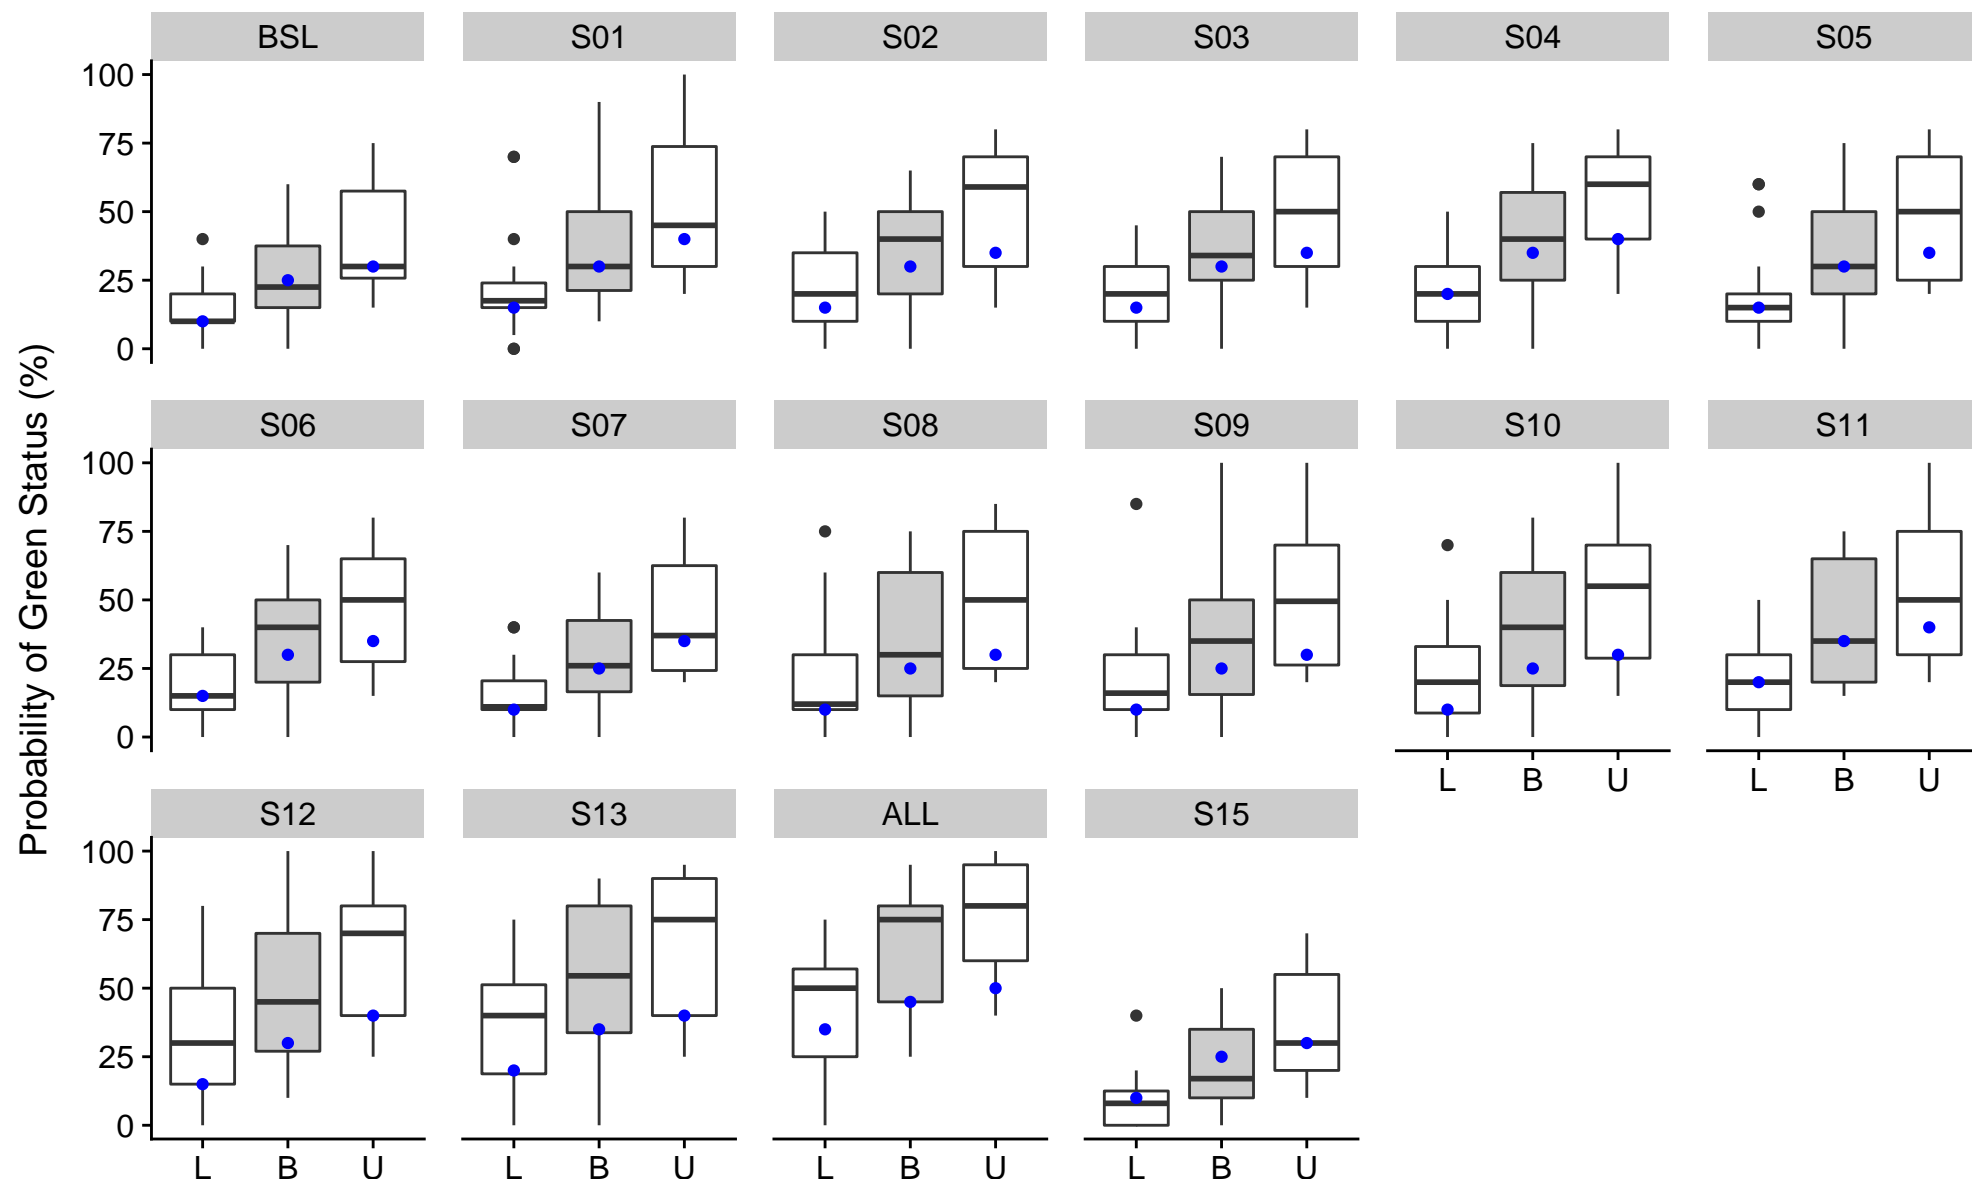 BSL S01 S02 S03 S04 S05
100
75
50
25
0
S06 S07 S08 S09 S10 S11
100
75
50
25
0
L B U L B U
S12 S13 ALL S15
100
75
50
25
0
L B U L B U L B U L B U
Probability of Green Status (%)